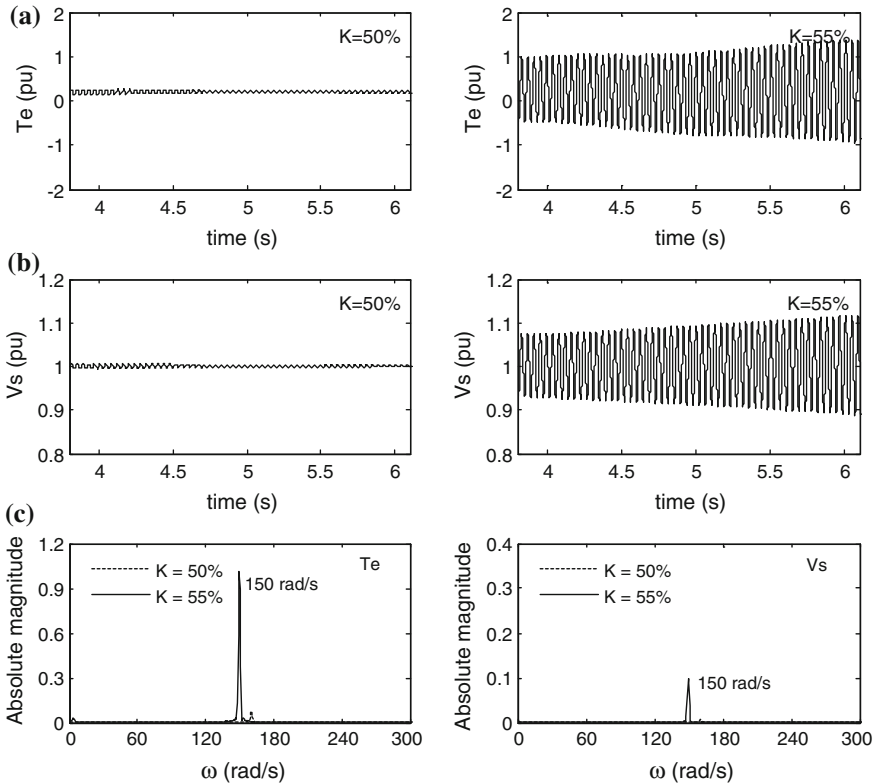 (a)
2
1
0
-1
-2
Te (pu)
K=50%
4
4.5
5
5.5
6
time (s)
2
1
0
-1
-2
Te (pu)
K=55%
4
4.5
5
5.5
6
time (s)
(b)
1.2
1.1
1
0.9
0.8
Vs (pu)
K=50%
4
4.5
5
5.5
6
time (s)
1.2
1.1
1
0.9
0.8
Vs (pu)
K=55%
4
4.5
5
5.5
6
time (s)
(c)
1.2
0.9
0.6
0.3
0
Absolute magnitude
K = 50%
K = 55%
Te
150 rad/s
0
60
120
180
240
300
ω (rad/s)
0.4
0.3
0.2
0.1
0
Absolute magnitude
K = 50%
K = 55%
Vs
150 rad/s
0
60
120
180
240
300
ω (rad/s)